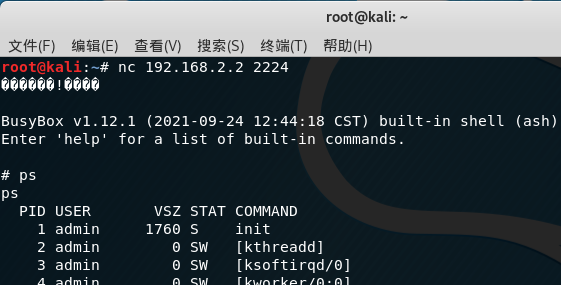 root@kali: ~
文件(F) 编辑(E) 查看(V) 搜索(S) 终端(T) 帮助(H)
root@kali:~# nc 192.168.2.2 2224
������!����
BusyBox v1.12.1 (2021-09-24 12:44:18 CST) built-in shell (ash)
Enter 'help' for a list of built-in commands.
# ps
ps
PID USER VSZ STAT COMMAND
1 admin 1760 S init
2 admin 0 SW [kthreadd]
3 admin 0 SW [ksoftirqd/0]
4 admin 0 SW [kworker/0:0]